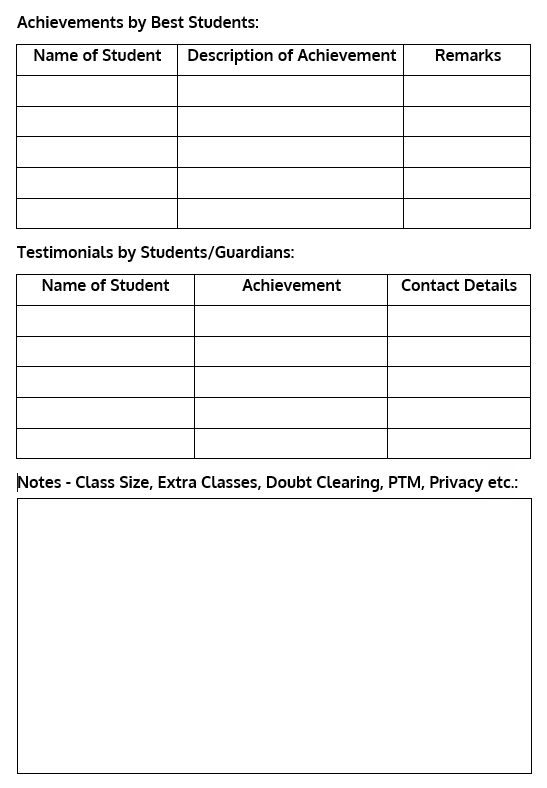 Achievements by Best Students:
Name of Student Description of Achievement Remarks
Testimonials by Students/Guardians:
Name of Student Achievement Contact Details
Notes - Class Size, Extra Classes, Doubt Clearing, PTM, Privacy etc.: